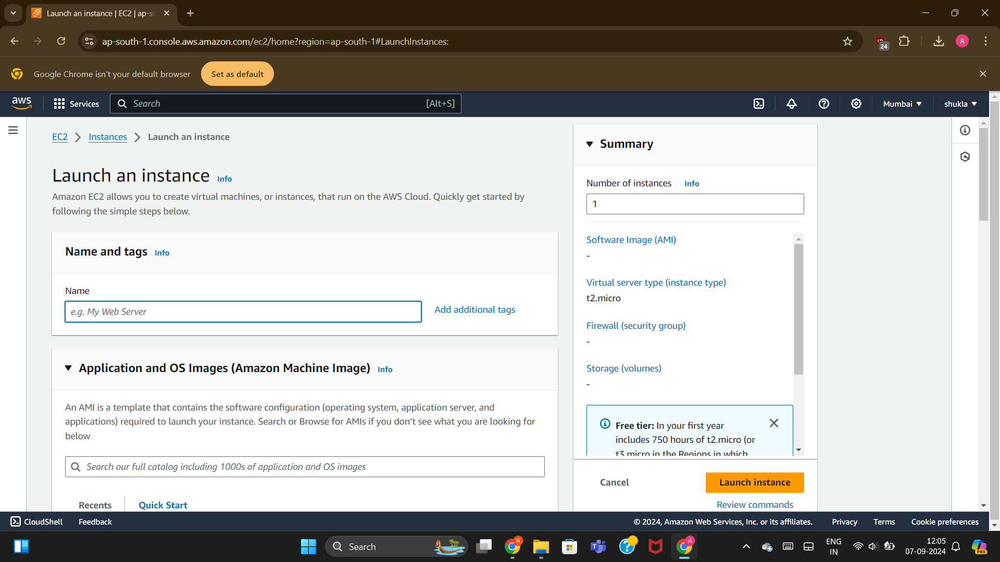 Launch an instance | EC2 | ap-so
ap-south-1.console.aws.amazon.com/ec2/home?region=ap-south-1#LaunchInstances:
24
A
Google Chrome isn't your default browser
Set as default
aws
Services
Search
[Alt+S]
Mumbai
shukla
EC2
Instances
Launch an instance
Launch an instance Info
Amazon EC2 allows you to create virtual machines, or instances, that run on the AWS Cloud. Quickly get started by
following the simple steps below.
Name and tags Info
Name
e.g. My Web Server
Add additional tags
Application and OS Images (Amazon Machine Image) Info
An AMI is a template that contains the software configuration (operating system, application server, and
applications) required to launch your instance. Search or Browse for AMIs if you don’t see what you are looking for
below
Search our full catalog including 1000s of application and OS images
Recents
Quick Start
Summary
Number of instances Info
1
Software Image (AMI)
-
Virtual server type (instance type)
t2.micro
Firewall (security group)
-
Storage (volumes)
-
Free tier: In your first year
includes 750 hours of t2.micro (or
t3.micro in the Regions in which
Cancel
Launch instance
Review commands
CloudShell
Feedback
© 2024, Amazon Web Services, Inc. or its affiliates.
Privacy
Terms
Cookie preferences
Search
R
T
A
ENG
IN
12:05
07-09-2024
PRE